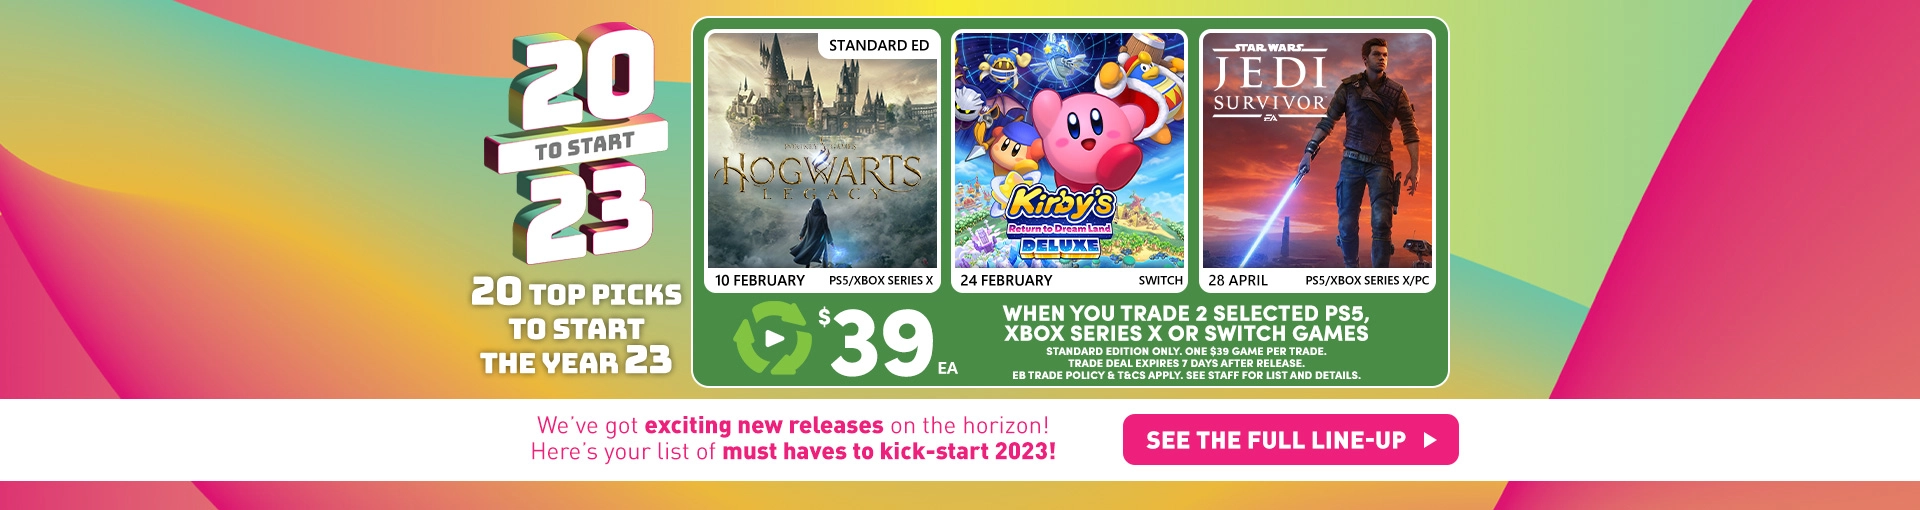 20
TO START
23
20 TOP PICKS
TO START
THE YEAR 23
STANDARD ED
PORTKEY GAMES
HOGWARTS
LEGACY
10 FEBRUARY PS5/XBOX SERIES X
Kirby's
Return to Dream Land
DELUXE
24 FEBRUARY SWITCH
STAR WARS
JEDI
SURVIVOR
EA
28 APRIL PS5/XBOX SERIES X/PC
$39 EA
WHEN YOU TRADE 2 SELECTED PS5,
XBOX SERIES X OR SWITCH GAMES
STANDARD EDITION ONLY. ONE $39 GAME PER TRADE.
TRADE DEAL EXPIRES 7 DAYS AFTER RELEASE.
EB TRADE POLICY & T&CS APPLY. SEE STAFF FOR LIST AND DETAILS.
We've got exciting new releases on the horizon!
Here's your list of must haves to kick-start 2023!
SEE THE FULL LINE-UP